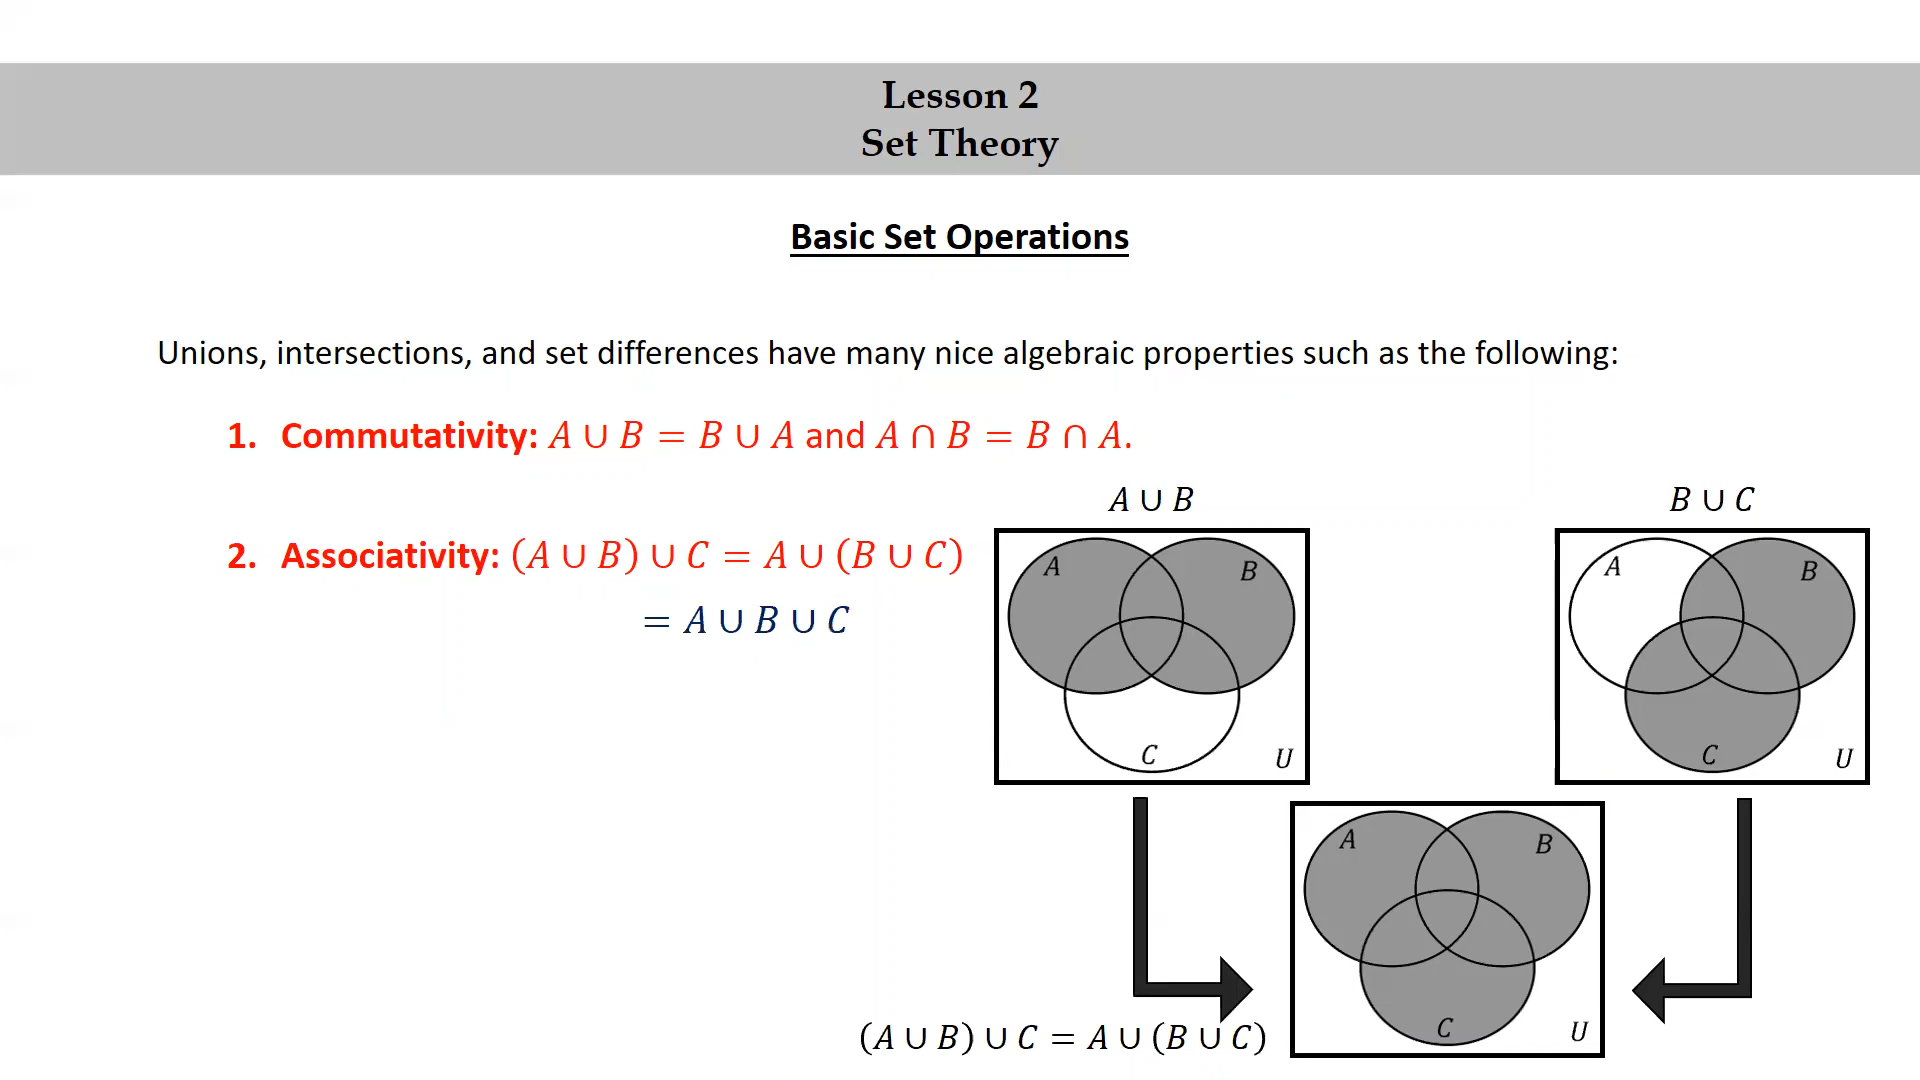 Lesson 2
Set Theory
Basic Set Operations
Unions, intersections, and set differences have many nice algebraic properties such as the following:
1. Commutativity: A ∪ B = B ∪ A and A ∩ B = B ∩ A.
2. Associativity: (A ∪ B) ∪ C = A ∪ (B ∪ C)
= A ∪ B ∪ C
A ∪ B
A
B
C
U
B ∪ C
A
B
C
U
A
B
C
U
(A ∪ B) ∪ C = A ∪ (B ∪ C)